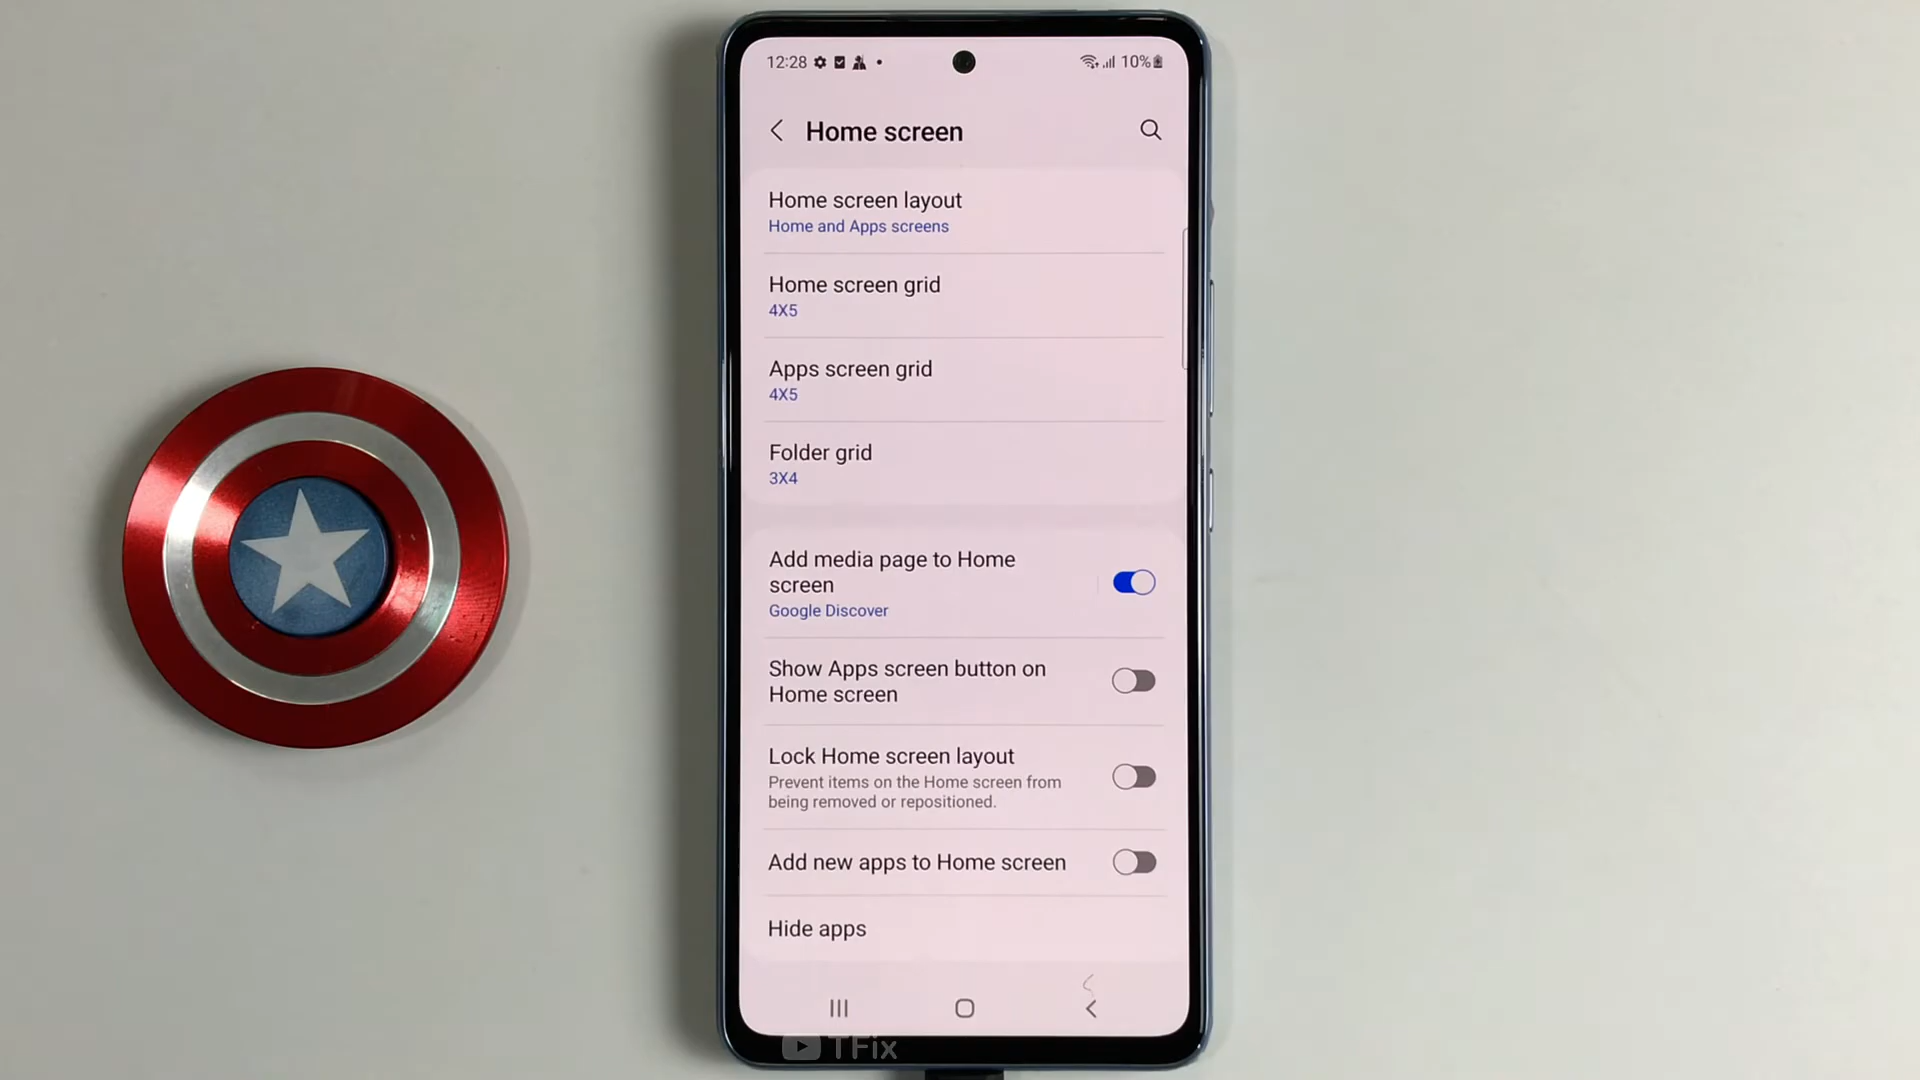 12:28
10%
Home screen
Home screen layout
Home and Apps screens
Home screen grid
4X5
Apps screen grid
4X5
Folder grid
3X4
Add media page to Home
screen
Google Discover
Show Apps screen button on
Home screen
Lock Home screen layout
Prevent items on the Home screen from
being removed or repositioned.
Add new apps to Home screen
Hide apps
TFix